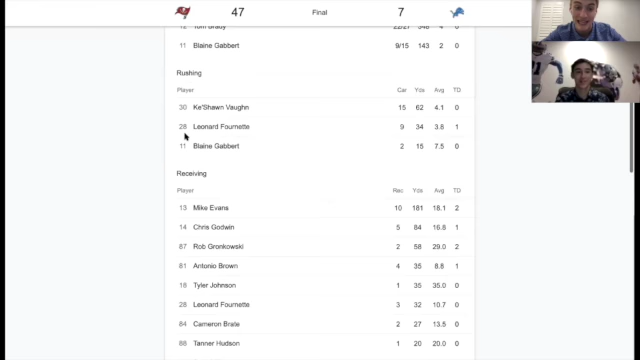 47 Final 7
12 Tom Brady 22/27 348 4 0
11 Blaine Gabbert 9/15 143 2 0
Rushing
Player Car Yds Avg TD
30 Ke'Shawn Vaughn 15 62 4.1 0
28 Leonard Fournette 9 34 3.8 1
11 Blaine Gabbert 2 15 7.5 0
Receiving
Player Rec Yds Avg TD
13 Mike Evans 10 181 18.1 2
14 Chris Godwin 5 84 16.8 1
87 Rob Gronkowski 2 58 29.0 2
81 Antonio Brown 4 35 8.8 1
18 Tyler Johnson 1 35 35.0 0
28 Leonard Fournette 3 32 10.7 0
84 Cameron Brate 2 27 13.5 0
88 Tanner Hudson 1 20 20.0 0